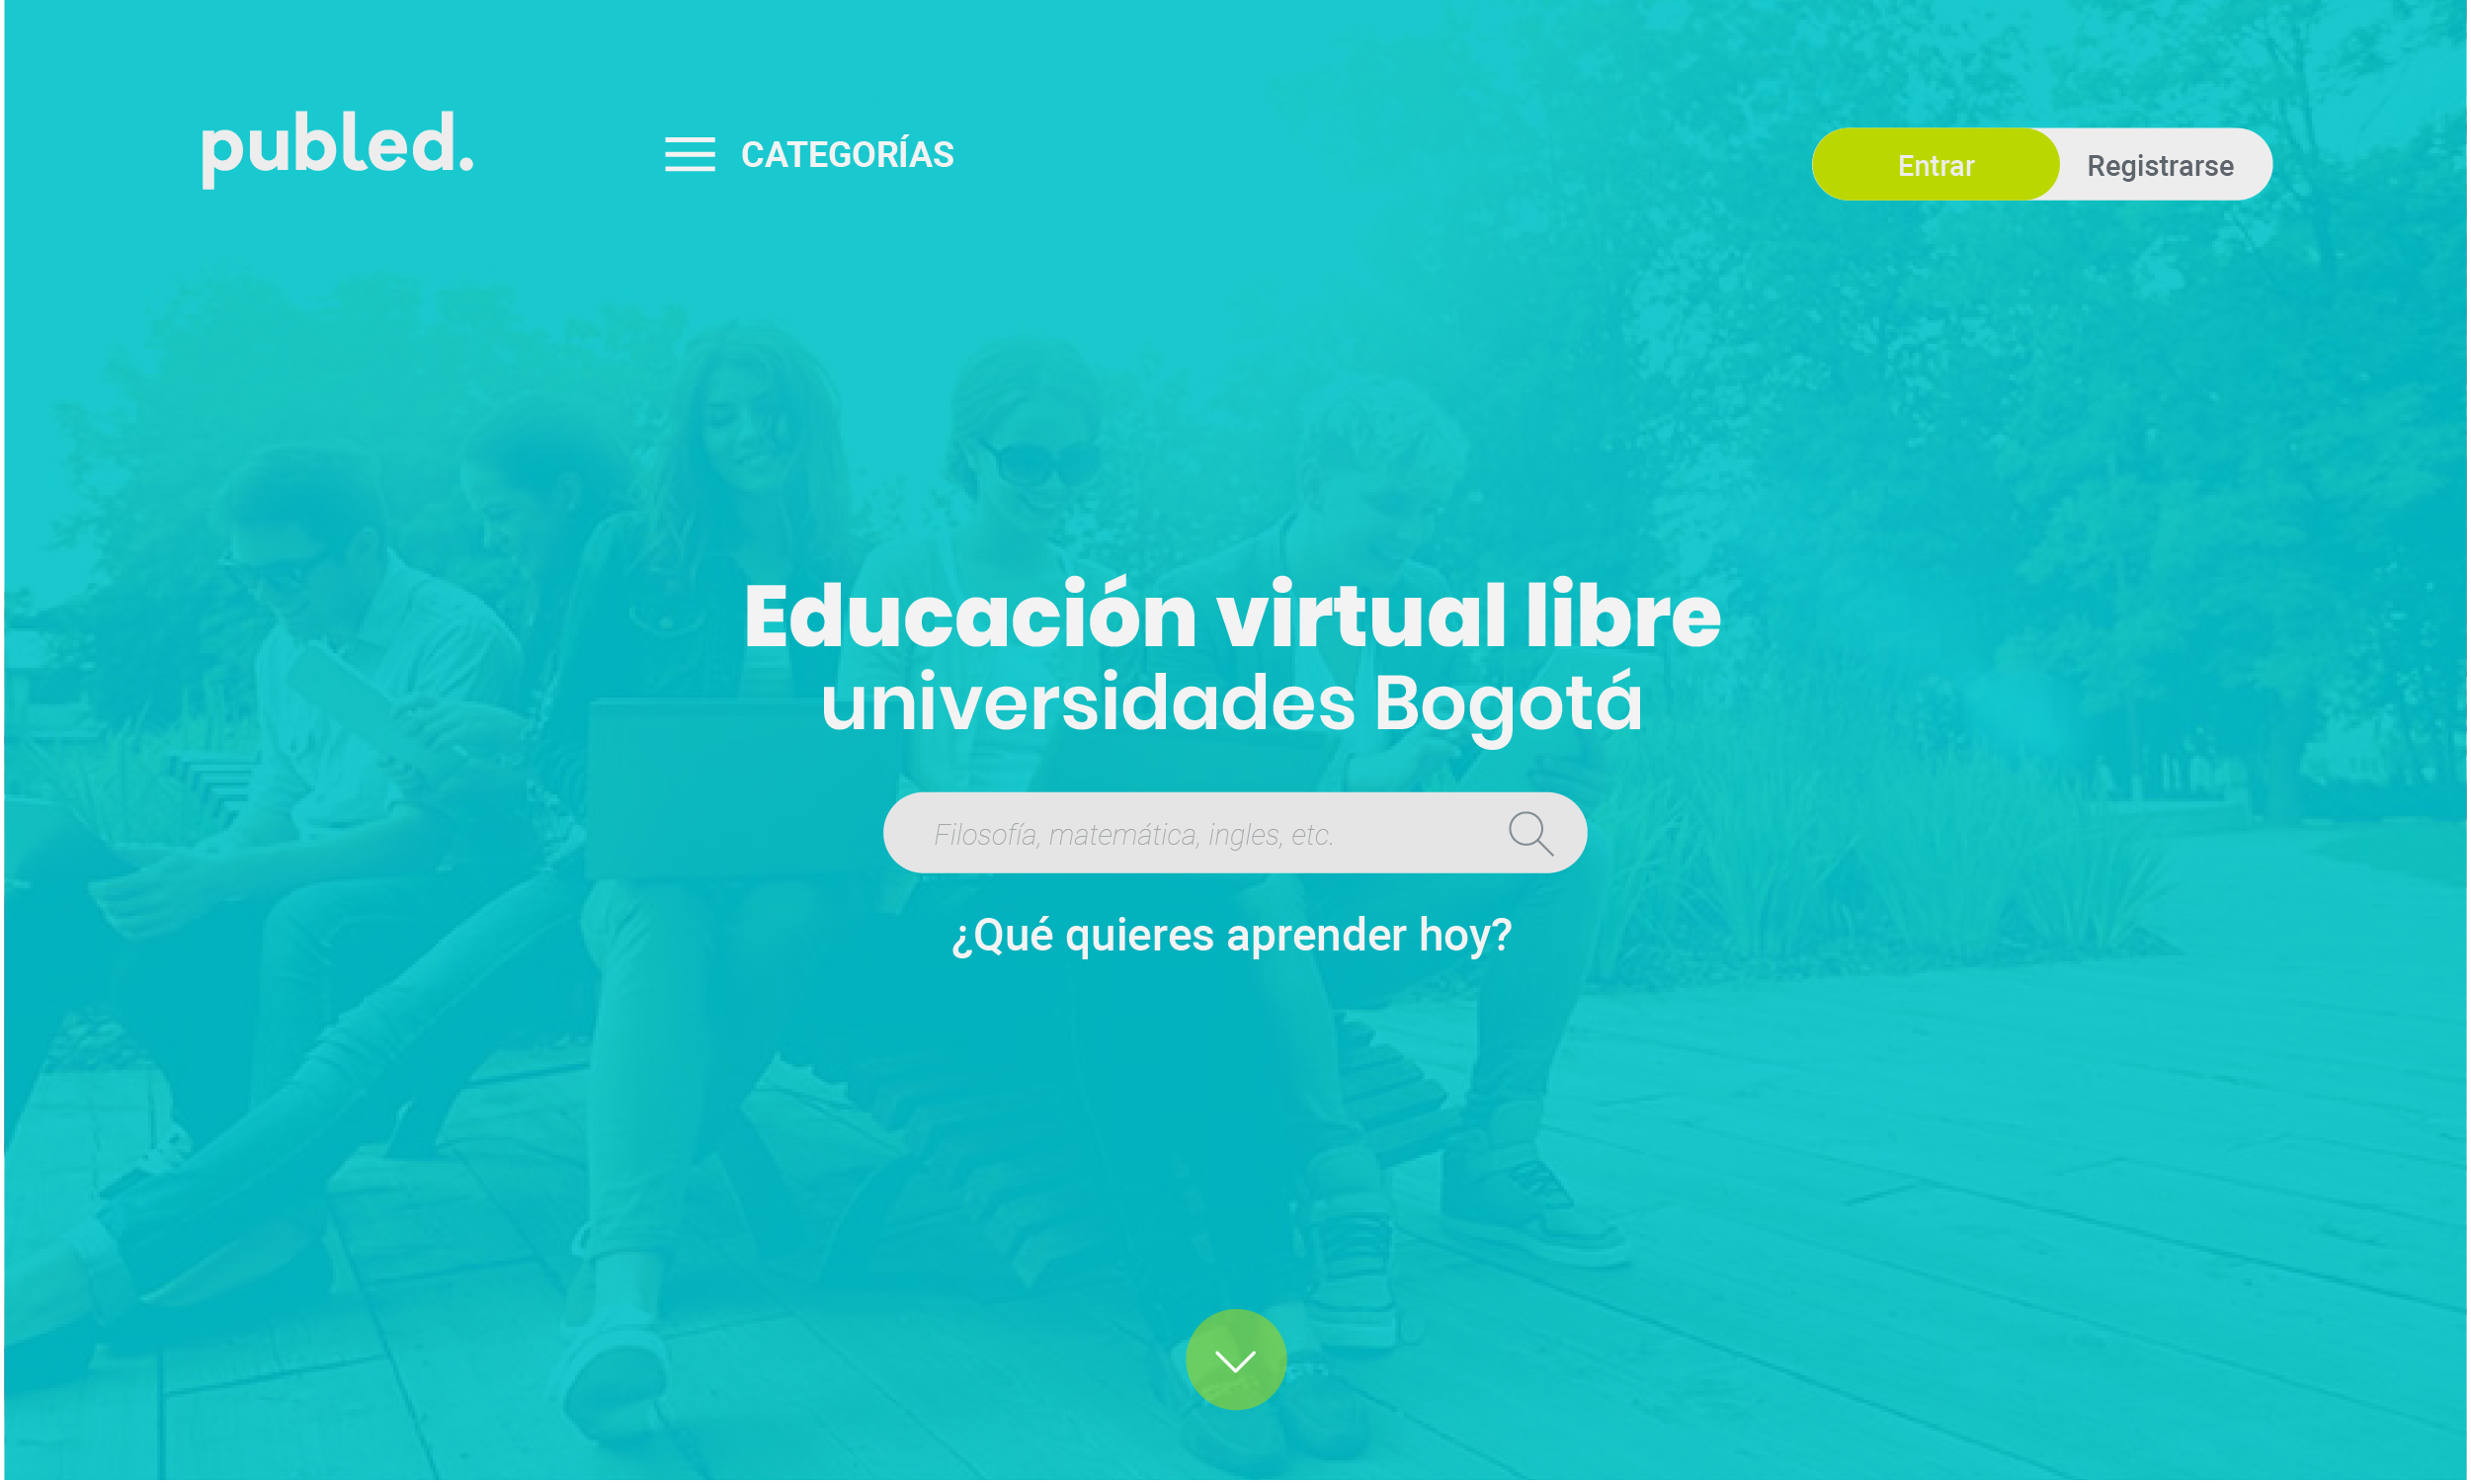 publed.
CATEGORÍAS
Entrar
Registrarse
Educación virtual libre
universidades Bogotá
Filosofía, matemática, ingles, etc.
¿Qué quieres aprender hoy?